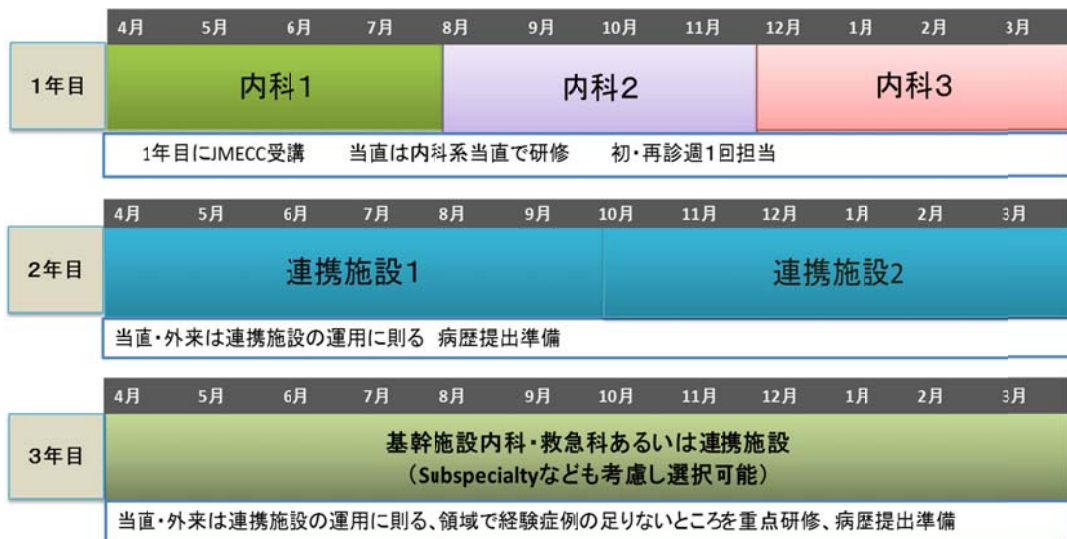 4月 5月 6月 7月 8月 9月 10月 11月 12月 1月 2月 3月
1年目 内科1 内科2 内科3
1年目にJMECC受講 当直は内科系当直で研修 初・再診週1回担当
4月 5月 6月 7月 8月 9月 10月 11月 12月 1月 2月 3月
2年目 連携施設1 連携施設2
当直・外来は連携施設の運用に則る 病歴提出準備
4月 5月 6月 7月 8月 9月 10月 11月 12月 1月 2月 3月
3年目
基幹施設内科・救急科あるいは連携施設
（Subspecialtyなども考慮し選択可能）
当直・外来は連携施設の運用に則る、領域で経験症例の足りないところを重点研修、病歴提出準備